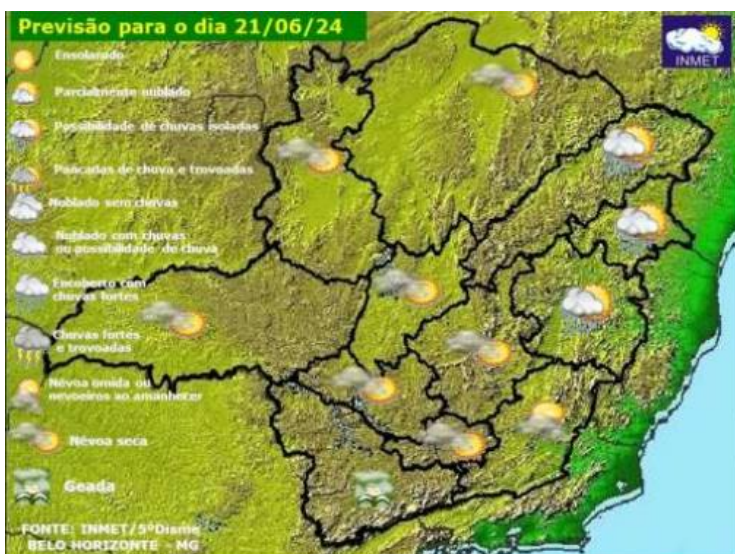 Previsão para o dia 21/06/24
INMET
Ensolarado
Parcialmente nublado
Possibilidade de chuvas isoladas
Pancadas de chuva e trovoadas
Noblado sem chuvas
Noblado com chuvas
ou possibilidade de chuva
Encoberto com
chuvas fortes
Chuvas fortes
e trovoadas
Névoa úmida ou
nevoeiros ao amanhecer
Névoa seca
Geada
FONTE: INMET/5ºDisme
BELO HORIZONTE - MG